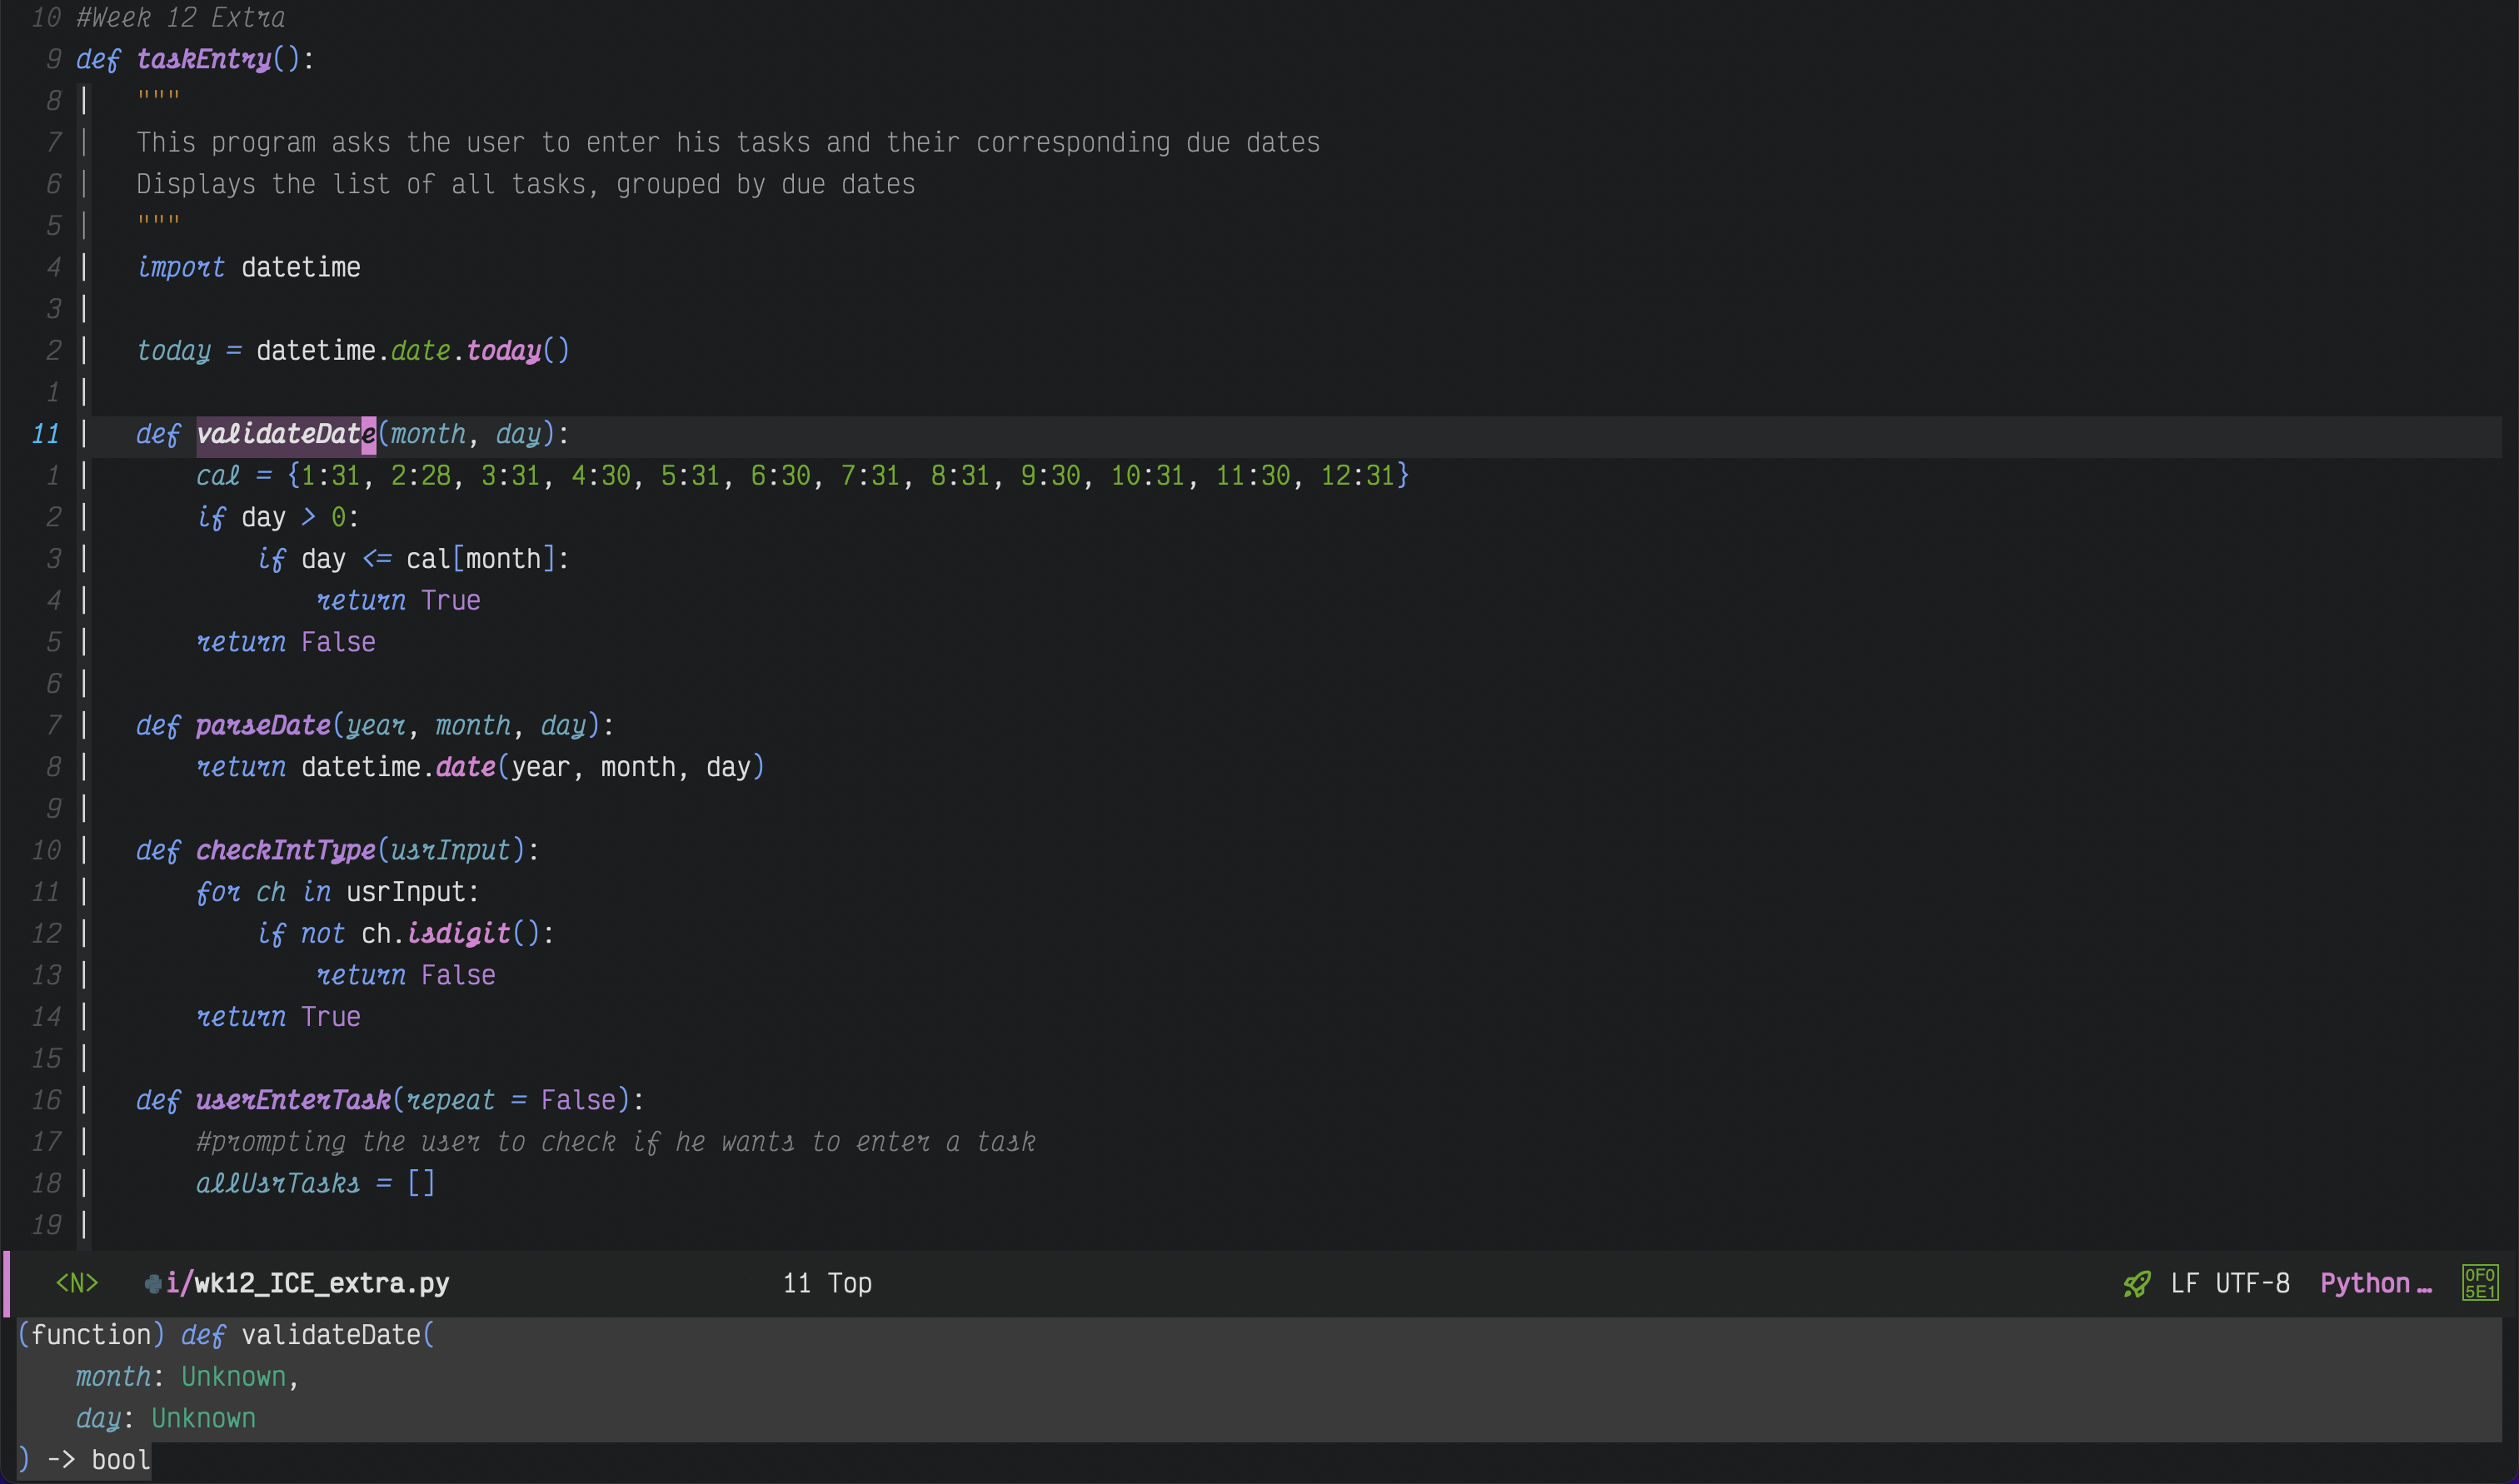 10 #Week 12 Extra
9 def taskEntry():
8 """
7 This program asks the user to enter his tasks and their corresponding due dates
6 Displays the list of all tasks, grouped by due dates
5 """
4 import datetime
3
2 today = datetime.date.today()
1
11 def validateDate(month, day):
1 cal = {1:31, 2:28, 3:31, 4:30, 5:31, 6:30, 7:31, 8:31, 9:30, 10:31, 11:30, 12:31}
2 if day > 0:
3 if day <= cal[month]:
4 return True
5 return False
6
7 def parseDate(year, month, day):
8 return datetime.date(year, month, day)
9
10 def checkIntType(usrInput):
11 for ch in usrInput:
12 if not ch.isdigit():
13 return False
14 return True
15
16 def userEnterTask(repeat = False):
17 #prompting the user to check if he wants to enter a task
18 allUsrTasks = []
19
<N> i/wk12_ICE_extra.py 11 Top LF UTF-8 Python… 0F05E1
(function) def validateDate(
month: Unknown,
day: Unknown
) -> bool